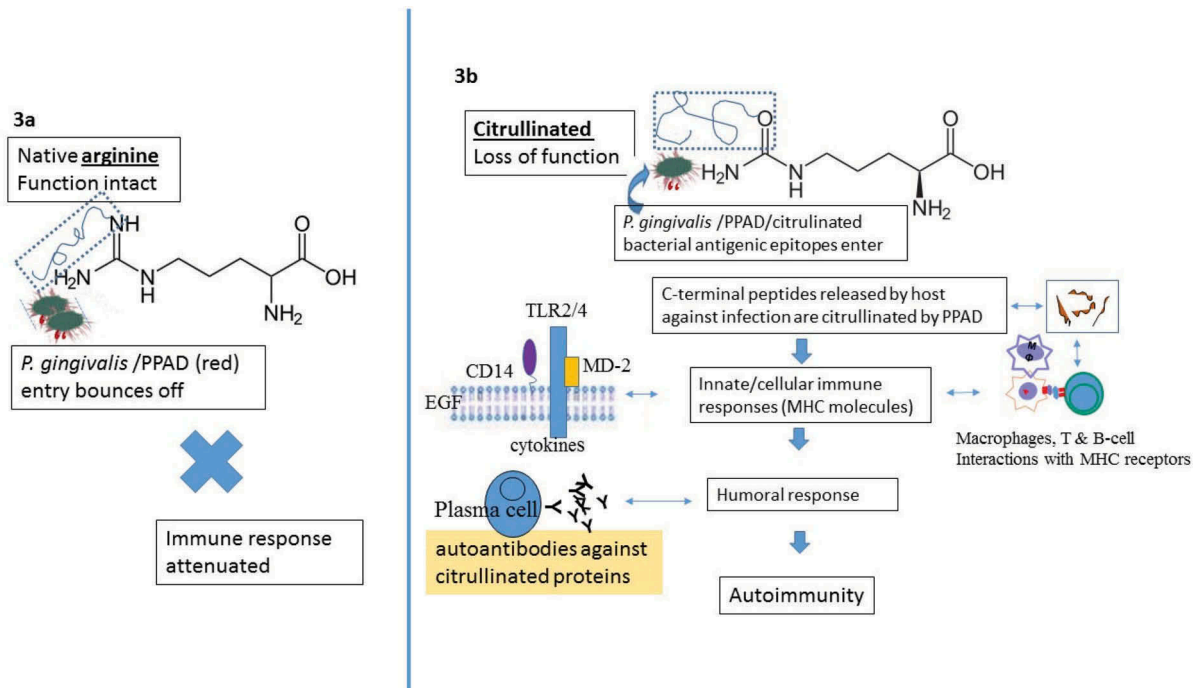 3a
Native arginine
Function intact
NH
H₂N
N
H
O
OH
NH₂
P. gingivalis /PPAD (red)
entry bounces off
Immune response
attenuated
3b
Citrullinated
Loss of function
O
H₂N
N
H
O
OH
NH₂
P. gingivalis /PPAD/citrulinated
bacterial antigenic epitopes enter
C-terminal peptides released by host
against infection are citrullinated by PPAD
TLR2/4
CD14
MD-2
EGF
cytokines
Innate/cellular immune
responses (MHC molecules)
M
Φ
Macrophages, T & B-cell
Interactions with MHC receptors
Plasma cell
Humoral response
autoantibodies against
citrullinated proteins
Autoimmunity